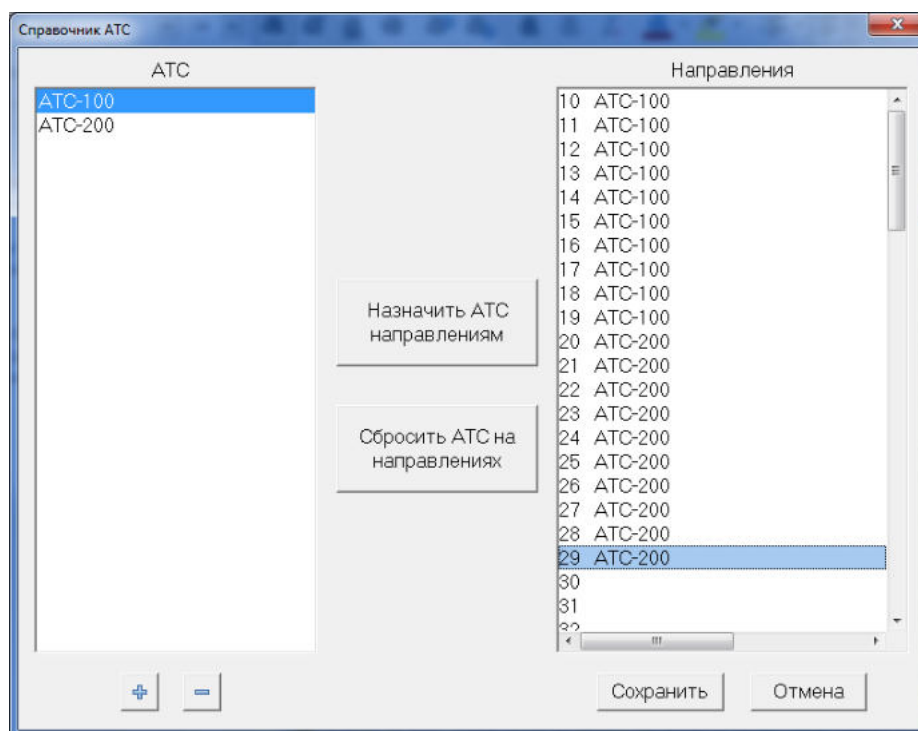 Справочник АТС
АТС
Направления
АТС-100
АТС-200
10 АТС-100
11 АТС-100
12 АТС-100
13 АТС-100
14 АТС-100
15 АТС-100
16 АТС-100
17 АТС-100
18 АТС-100
19 АТС-100
20 АТС-200
21 АТС-200
22 АТС-200
23 АТС-200
24 АТС-200
25 АТС-200
26 АТС-200
27 АТС-200
28 АТС-200
29 АТС-200
30
31
32
Назначить АТС
направлениям
Сбросить АТС на
направлениях
Сохранить
Отмена